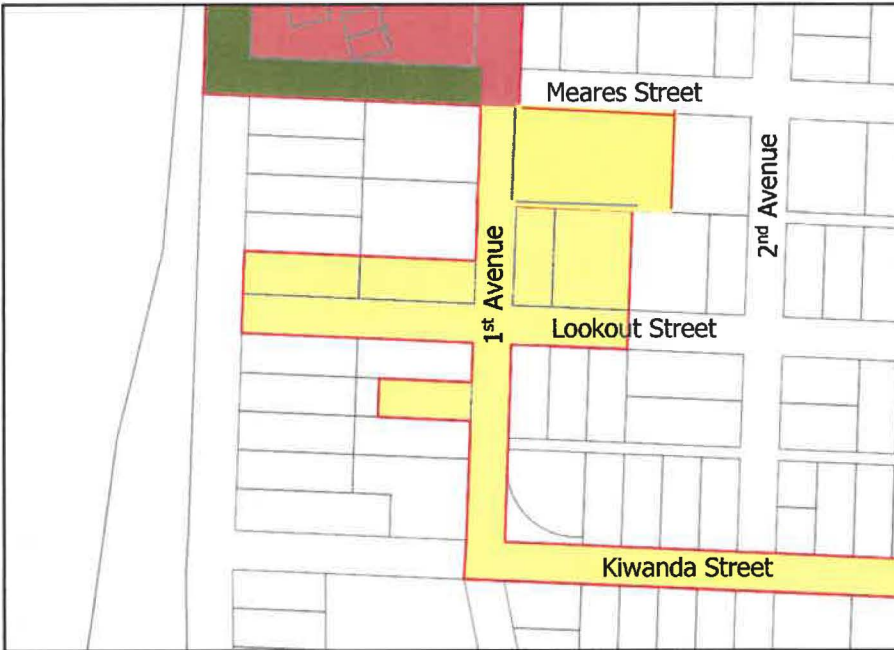 Meares Street
2nd Avenue
1st Avenue
Lookout Street
Kiwanda Street